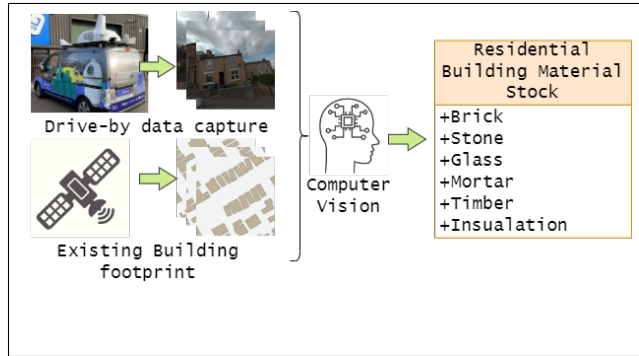 Drive-by data capture
Existing Building
footprint
Computer
Vision
Residential
Building Material
Stock
+Brick
+Stone
+Glass
+Mortar
+Timber
+Insualation